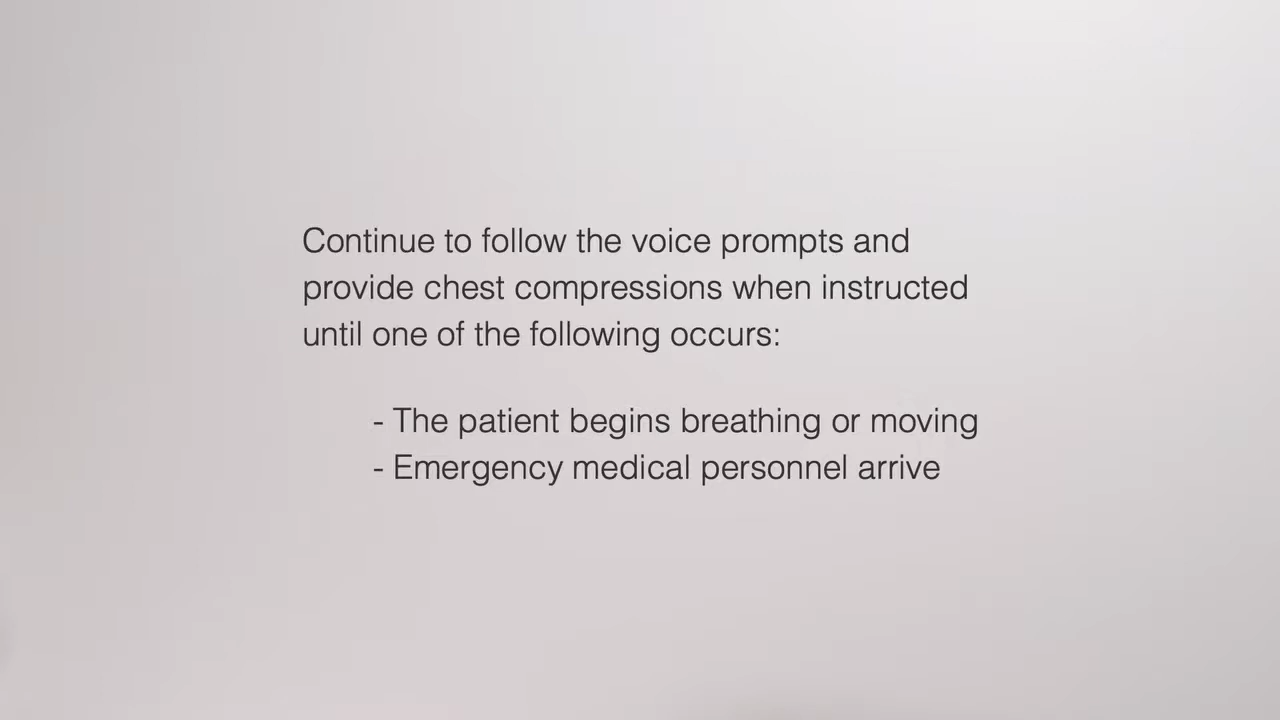 Continue to follow the voice prompts and
provide chest compressions when instructed
until one of the following occurs:
- The patient begins breathing or moving
- Emergency medical personnel arrive